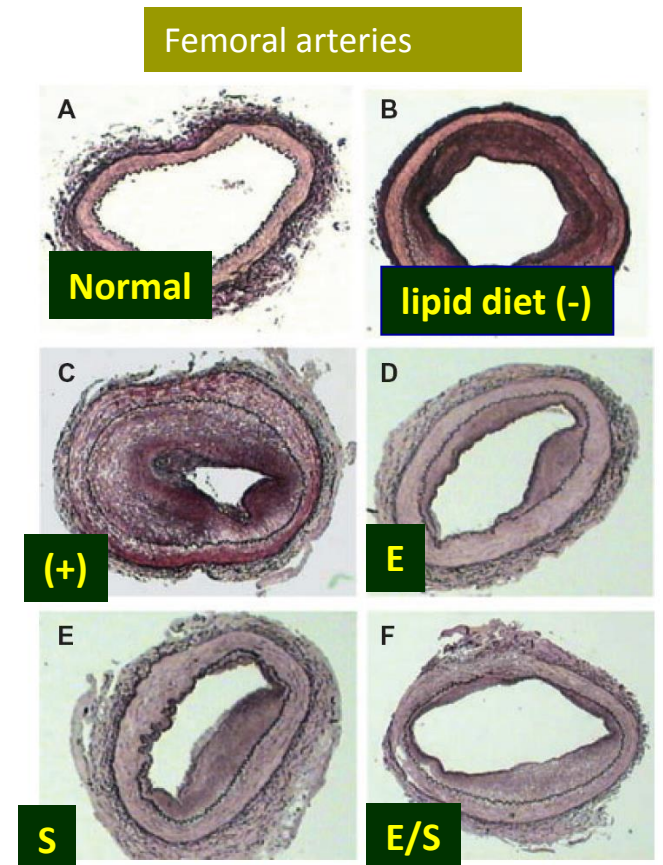 Femoral arteries
A
B
Normal
lipid diet (-)
C
D
(+)
E
E
F
S
E/S